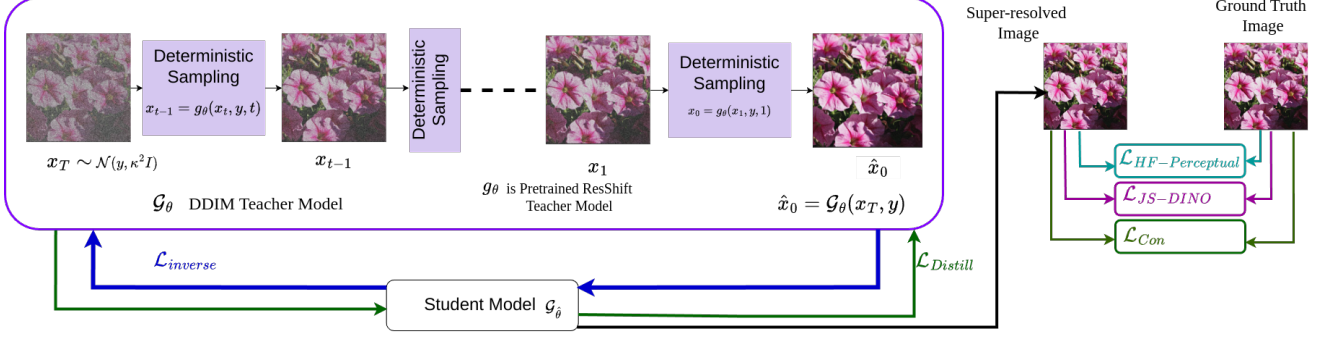 Super-resolved
Image
Ground Truth
Image
Deterministic
Sampling
x_{t-1} = g_θ(x_t, y, t)
Deterministic
Sampling
Deterministic
Sampling
x_0 = g_θ(x_1, y, 1)
x_T ∼ 𝒩(y, κ²I)
x_{t-1}
x_1
x̂_0
g_θ is Pretrained ResShift
Teacher Model
𝒢_θ DDIM Teacher Model
x̂_0 = 𝒢_θ(x_T, y)
ℒ_{HF−Perceptual}
ℒ_{JS−DINO}
ℒ_{Con}
ℒ_{inverse}
ℒ_{Distill}
Student Model 𝒢_θ̂